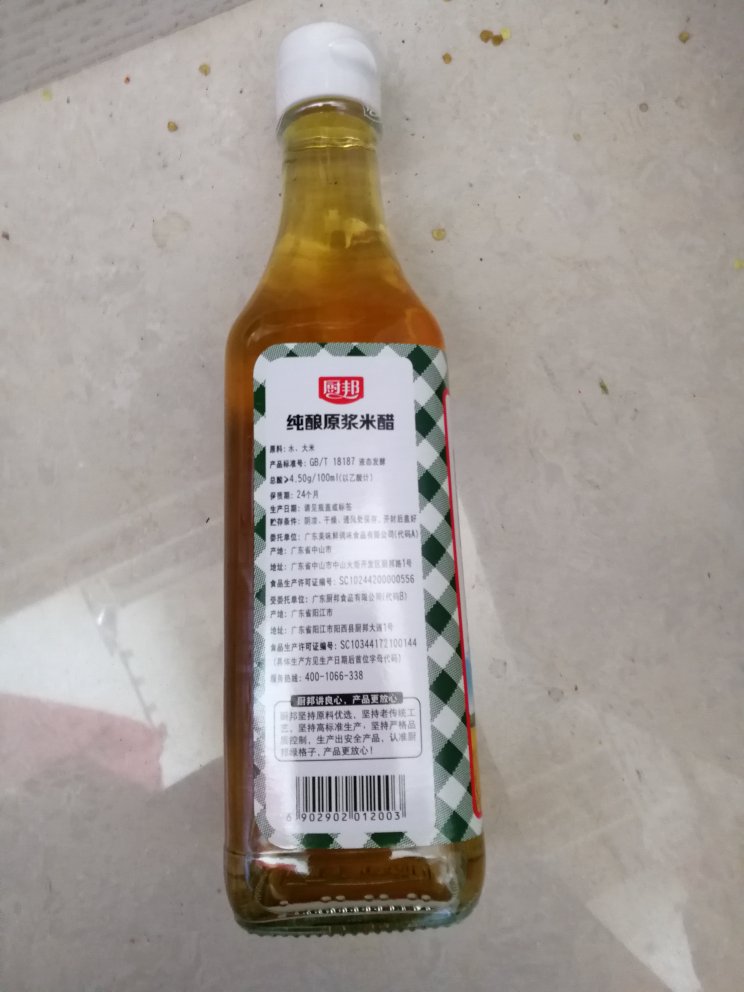 厨邦
纯酿原浆米醋
原料：水、大米
产品标准号：GB/T 18187 液态发酵
总酸≥4.50g/100ml(以乙酸计)
保质期：24个月
生产日期：请见瓶盖或标签
贮存条件：阴凉、干燥、通风处保存，开封后盖好
委托单位：广东美味鲜调味食品有限公司(代码A)
产地：广东省中山市
地址：广东省中山市中山火炬开发区厨邦路1号
食品生产许可证编号：SC10244200000556
受委托单位：广东厨邦食品有限公司(代码B)
产地：广东省阳江市
地址：广东省阳江市阳西县厨邦大道1号
食品生产许可证编号：SC10344172100144
(具体生产方见生产日期后首位字母代码)
服务热线：400-1066-338
厨邦讲良心，产品更放心
厨邦坚持原料优选，坚持老传统工
艺，坚持高标准生产，坚持严格品
质控制，生产出安全产品，认准厨
邦绿格子，产品更放心！
6 902902 012003